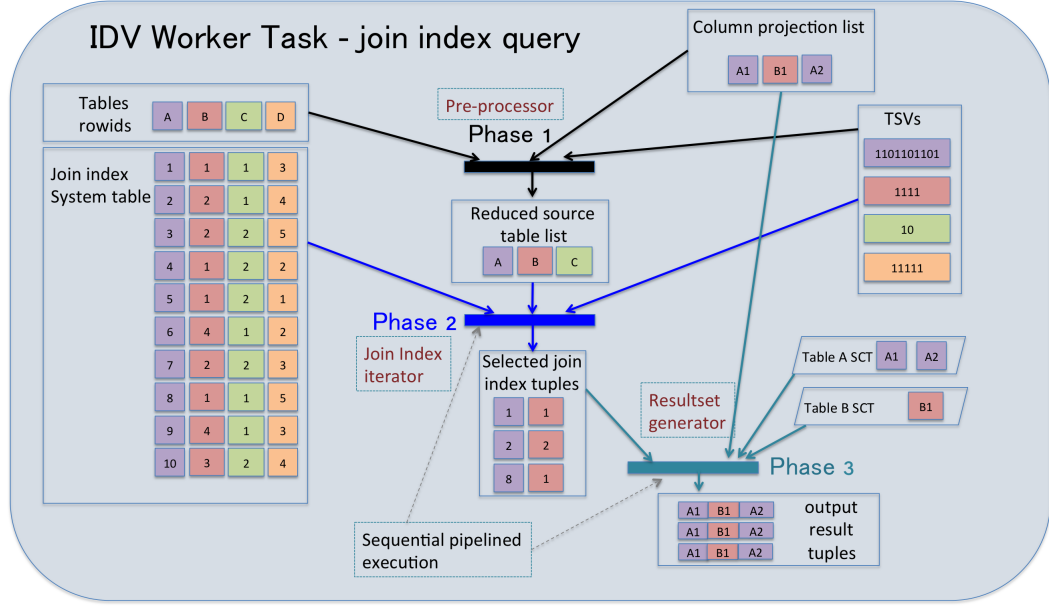 IDV Worker Task - join index query
Column projection list
A1 B1 A2
Tables
rowids
A B C D
Pre-processor
Phase 1
TSVs
1101101101
1111
10
11111
Join index
System table
1 1 1 3
2 2 1 4
3 2 2 5
4 1 2 2
5 1 2 1
6 4 1 2
7 2 2 3
8 1 1 5
9 4 1 3
10 3 2 4
Reduced source
table list
A B C
Phase 2
Join Index
iterator
Selected join
index tuples
1 1
2 2
8 1
Table A SCT A1 A2
Table B SCT B1
Resultset
generator
Phase 3
Sequential pipelined
execution
A1 B1 A2
A1 B1 A2
A1 B1 A2
output
result
tuples